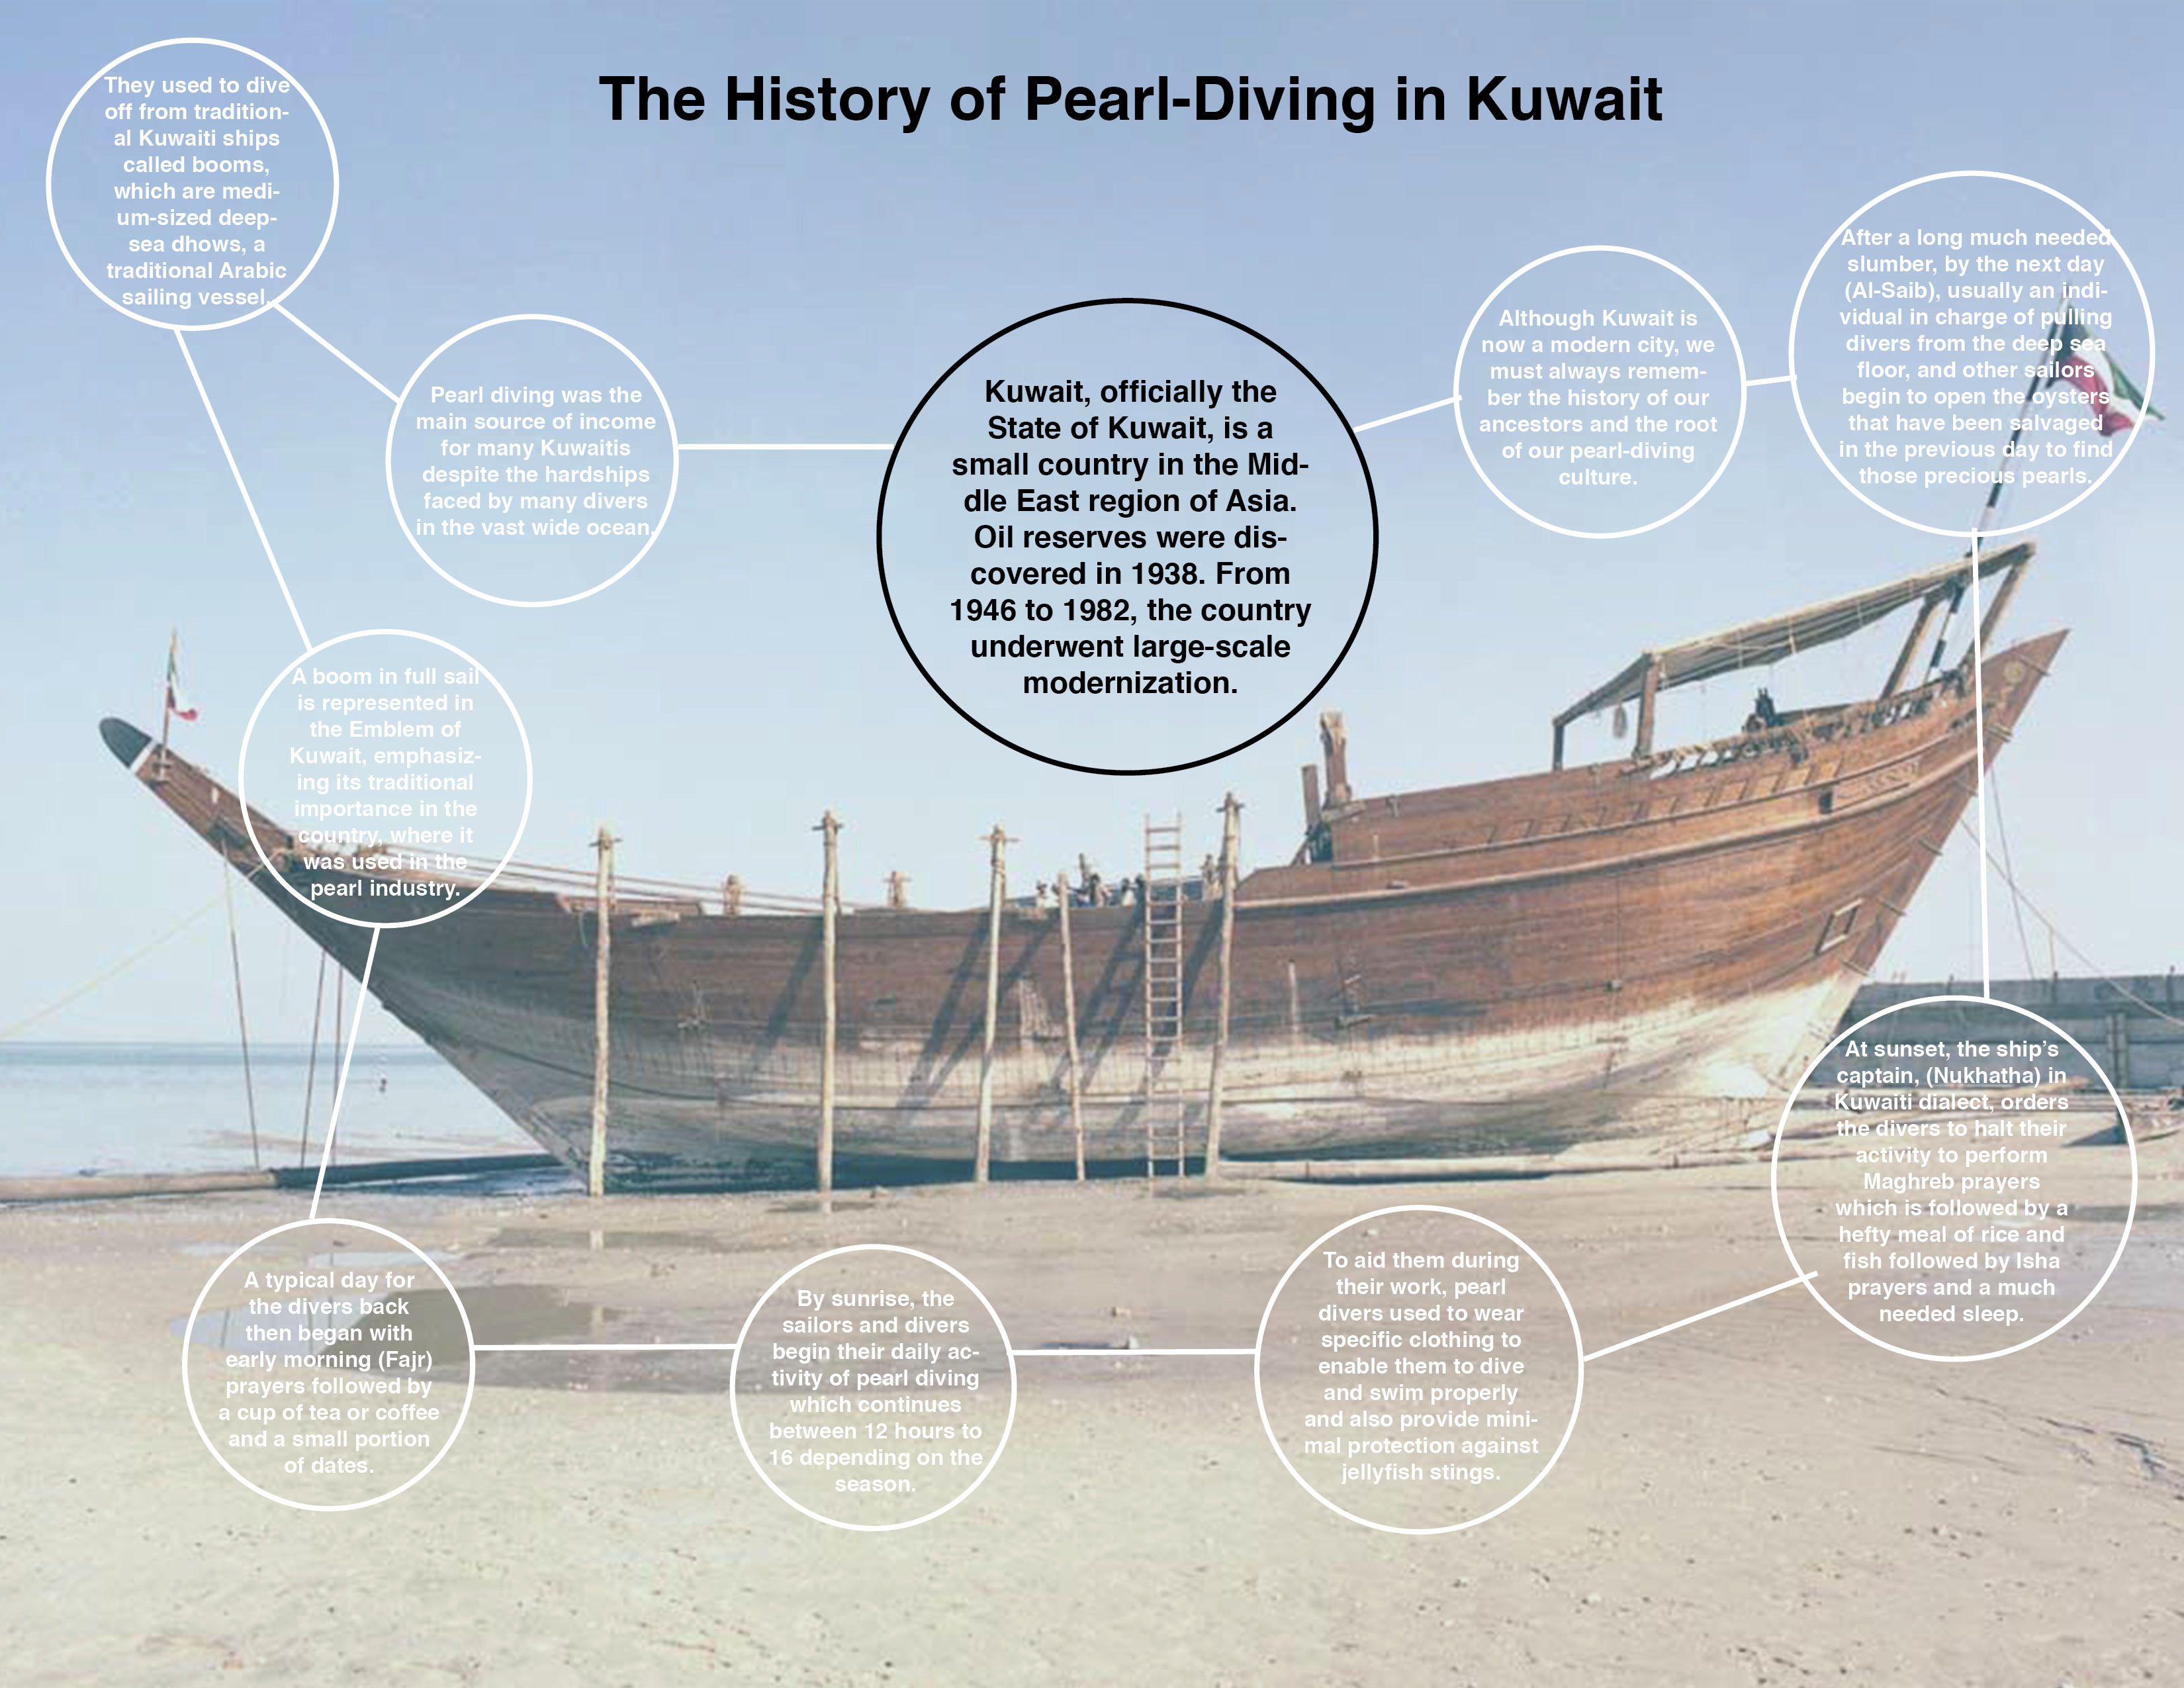 The History of Pearl-Diving in Kuwait
Kuwait, officially the
State of Kuwait, is a
small country in the Mid-
dle East region of Asia.
Oil reserves were dis-
covered in 1938. From
1946 to 1982, the country
underwent large-scale
modernization.
Pearl diving was the
main source of income
for many Kuwaitis
despite the hardships
faced by many divers
in the vast wide ocean.
They used to dive
off from tradition-
al Kuwaiti ships
called booms,
which are medi-
um-sized deep-
sea dhows, a
traditional Arabic
sailing vessel.
A boom in full sail
is represented in
the Emblem of
Kuwait, emphasiz-
ing its traditional
importance in the
country, where it
was used in the
pearl industry.
A typical day for
the divers back
then began with
early morning (Fajr)
prayers followed by
a cup of tea or coffee
and a small portion
of dates.
By sunrise, the
sailors and divers
begin their daily ac-
tivity of pearl diving
which continues
between 12 hours to
16 depending on the
season.
To aid them during
their work, pearl
divers used to wear
specific clothing to
enable them to dive
and swim properly
and also provide mini-
mal protection against
jellyfish stings.
At sunset, the ship’s
captain, (Nukhatha) in
Kuwaiti dialect, orders
the divers to halt their
activity to perform
Maghreb prayers
which is followed by a
hefty meal of rice and
fish followed by Isha
prayers and a much
needed sleep.
After a long much needed
slumber, by the next day
(Al-Saib), usually an indi-
vidual in charge of pulling
divers from the deep sea
floor, and other sailors
begin to open the oysters
that have been salvaged
in the previous day to find
those precious pearls.
Although Kuwait is
now a modern city, we
must always remem-
ber the history of our
ancestors and the root
of our pearl-diving
culture.